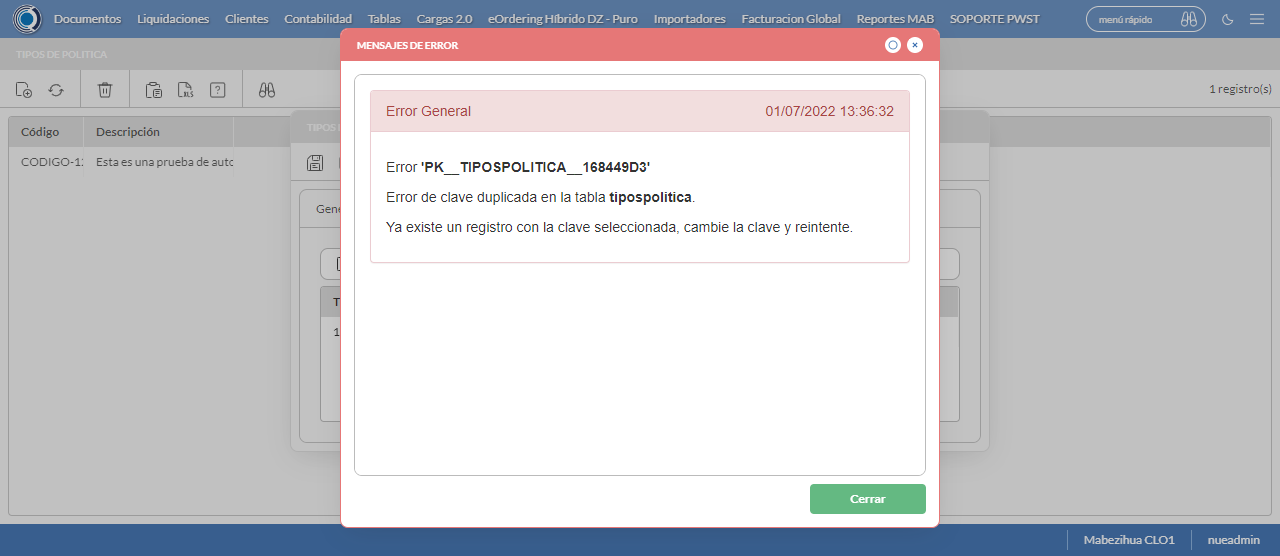 Documentos Liquidaciones Clientes Contabilidad Tablas Cargas 2.0 eOrdering Híbrido DZ - Puro Importadores Facturacion Global Reportes MAB SOPORTE PWST menú rápido
MENSAJES DE ERROR
TIPOS DE POLITICA
XLS ? 1 registro(s)
Error General 01/07/2022 13:36:32
Código Descripción
TIPOS
CODIGO-12 Esta es una prueba de auto
Error 'PK__TIPOSPOLITICA__168449D3'
Error de clave duplicada en la tabla tipospolitica.
Gene
Ya existe un registro con la clave seleccionada, cambie la clave y reintente.
T
1
Cerrar
Mabezihua CLO1 nueadmin